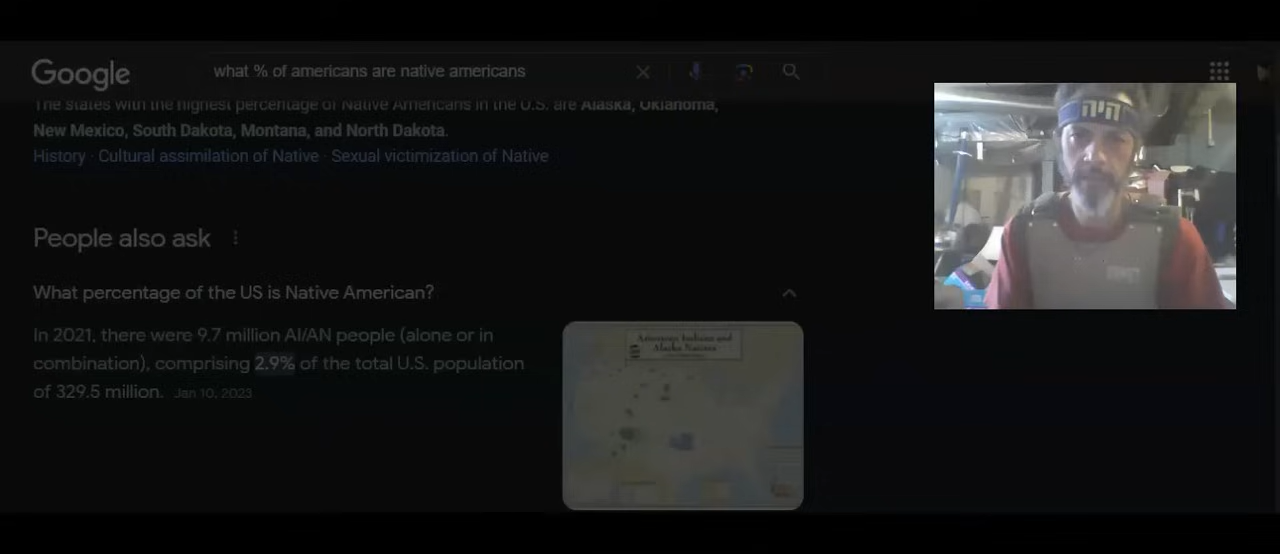 Google
what % of americans are native americans
The states with the highest percentage of Native Americans in the U.S. are Alaska, Oklahoma,
New Mexico, South Dakota, Montana, and North Dakota.
History · Cultural assimilation of Native · Sexual victimization of Native
People also ask
What percentage of the US is Native American?
In 2021, there were 9.7 million AI/AN people (alone or in
combination), comprising 2.9% of the total U.S. population
of 329.5 million. Jan 10, 2023
American Indians and
Alaska Natives
היה